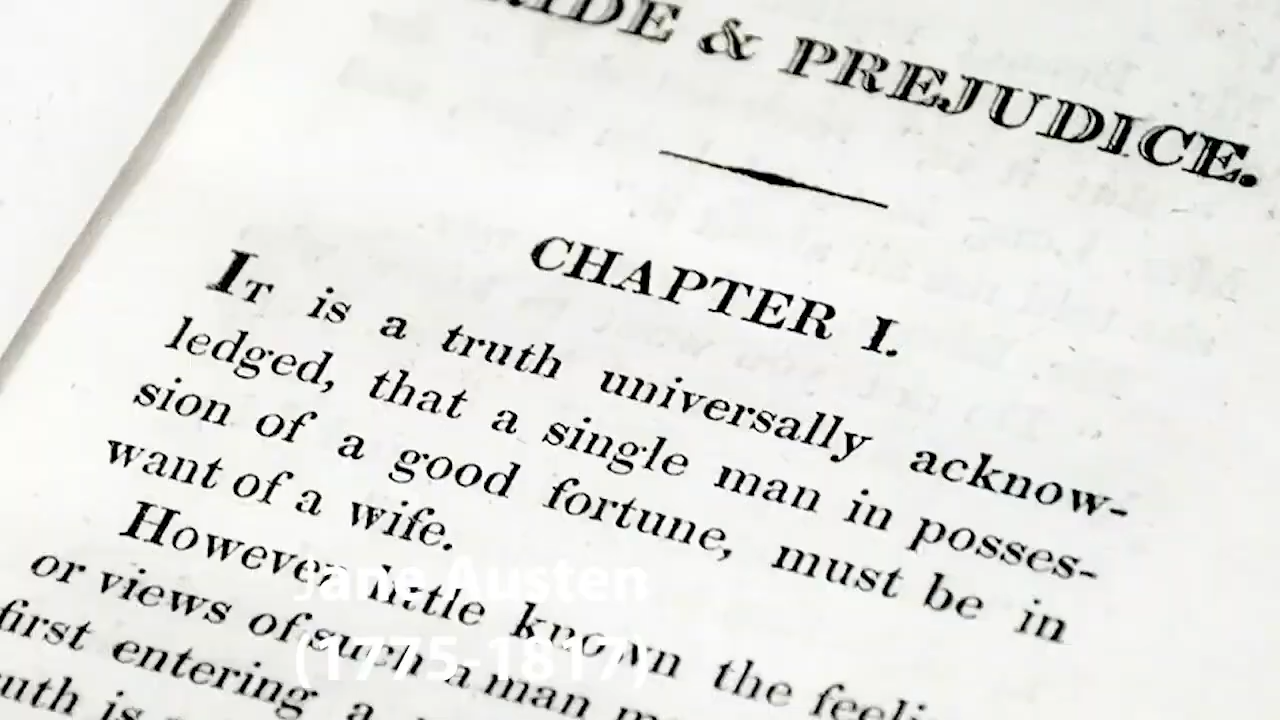 & PREJUDICE.
CHAPTER I.
IT is a truth universally acknow-
ledged, that a single man in posses-
sion of a good fortune, must be in
want of a wife.
However little known the
or views of such a man
first entering a
is
Jane Austen
(1775-1817)